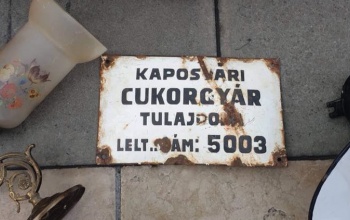 KAPOSVÁRI
CUKORGYÁR
TULAJDONA
LELT. SZÁM: 5003